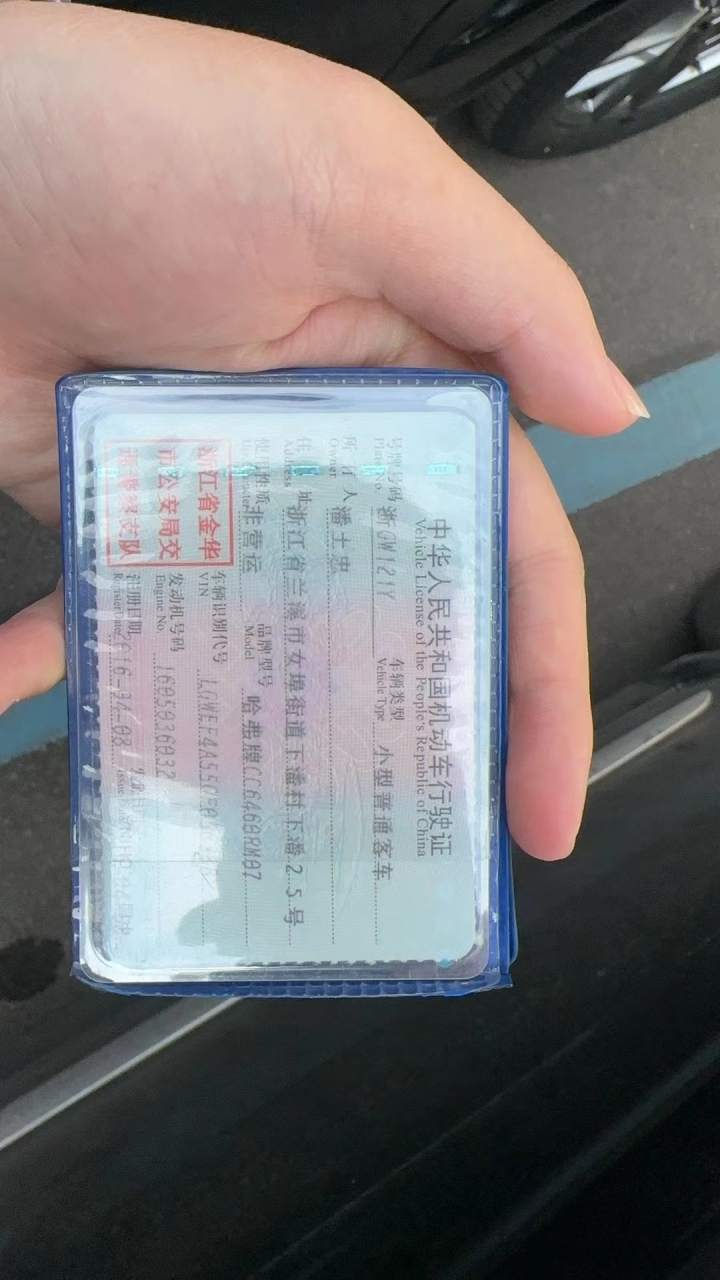 中华人民共和国机动车行驶证
Vehicle License of the People's Republic of China
号牌号码 浙GW121Y 车辆类型 小型普通客车
Plate No. Vehicle Type
所有人 潘土忠
Owner
住 址 浙江省兰溪市女埠街道下潘村下潘25号
Address
使用性质 非营运 品牌型号 哈弗牌CC6460RM07
Model
浙江省金华
市公安局交
通警察支队
车辆识别代号
VIN
发动机号码 1605036032
Engine No.
注册日期
Register Date